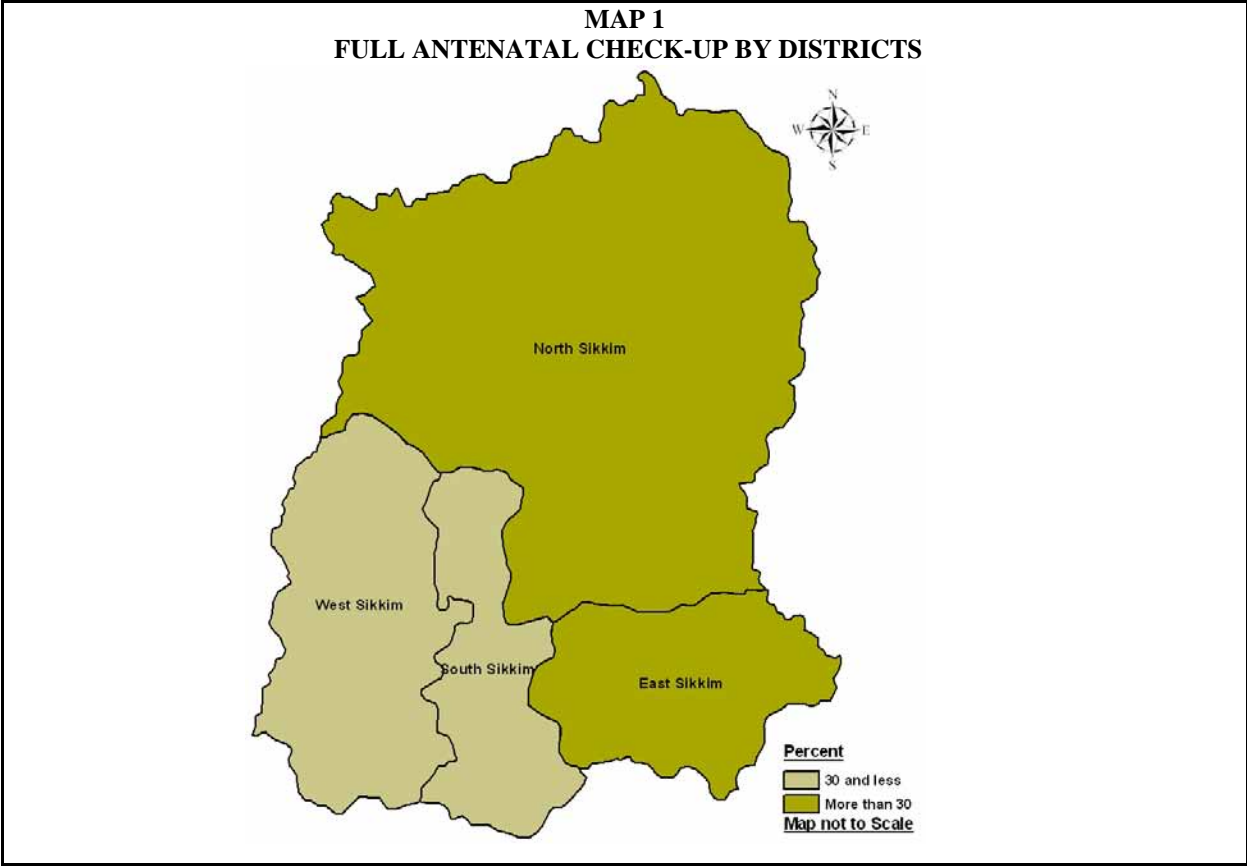 MAP 1
FULL ANTENATAL CHECK-UP BY DISTRICTS
N
W E
S
North Sikkim
West Sikkim
South Sikkim
East Sikkim
Percent
30 and less
More than 30
Map not to Scale